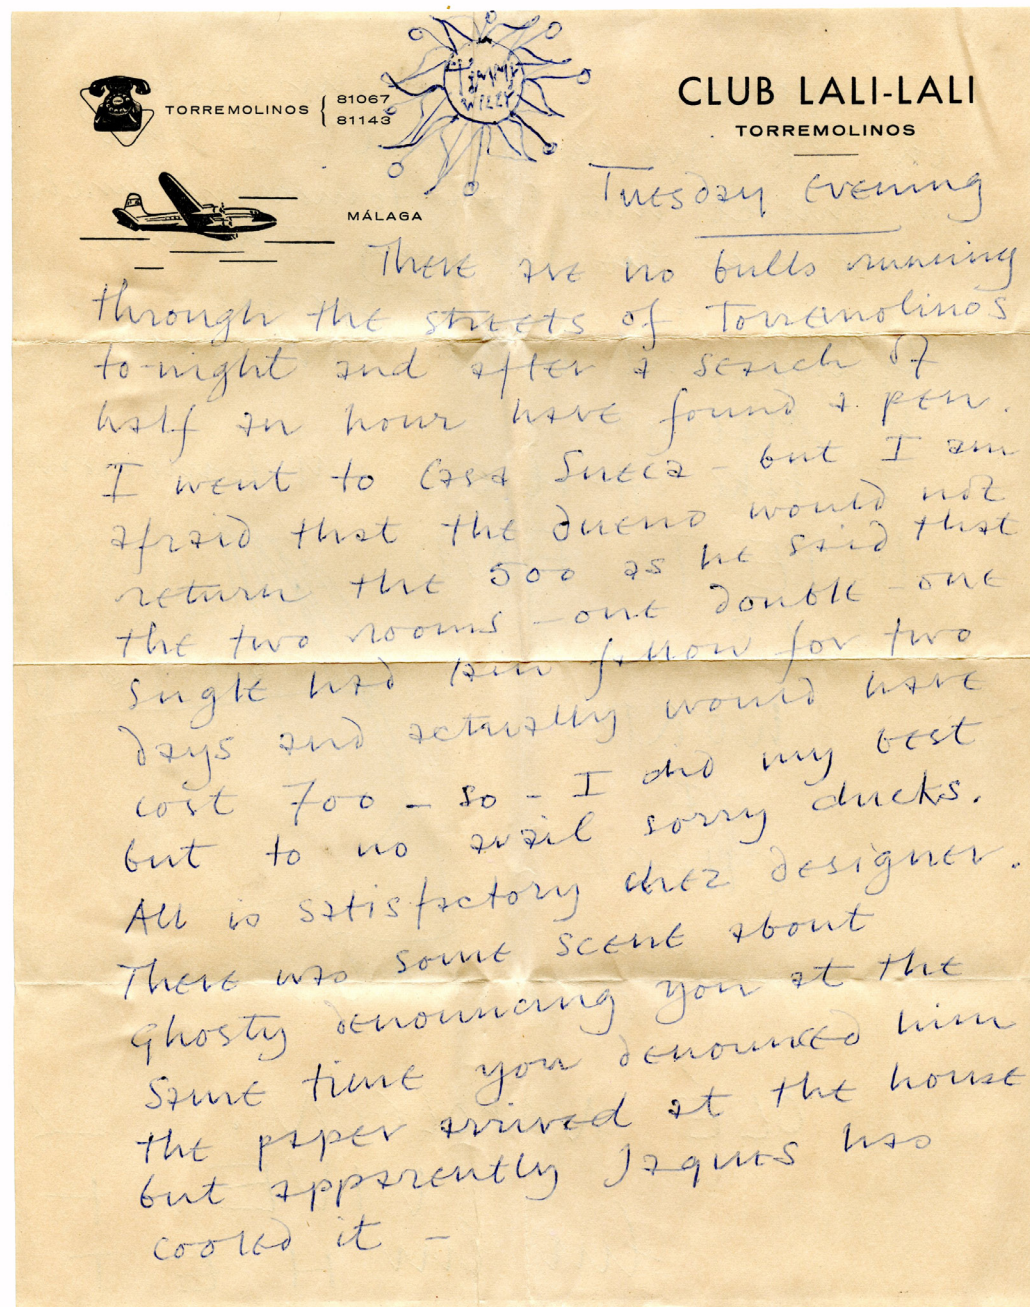 TORREMOLINOS { 81067
81143
WILLY
CLUB LALI-LALI
TORREMOLINOS
MÁLAGA
Tuesday Evening
There are no bulls running
through the streets of Torremolinos
to-night and after a search of
half an hour have found a pen.
I went to Casa Sueca - but I am
afraid that the dueno would not
return the 500 as he said that
the two rooms - one double - one
single had lain fallow for two
days and actually would have
cost 700 - so - I did my best
but to no avail sorry ducks.
All is satisfactory chez designer.
There was some scene about
Ghosty denouncing you at the
same time you denounced him
the paper arrived at the house
but apparently Jaques has
cooled it -